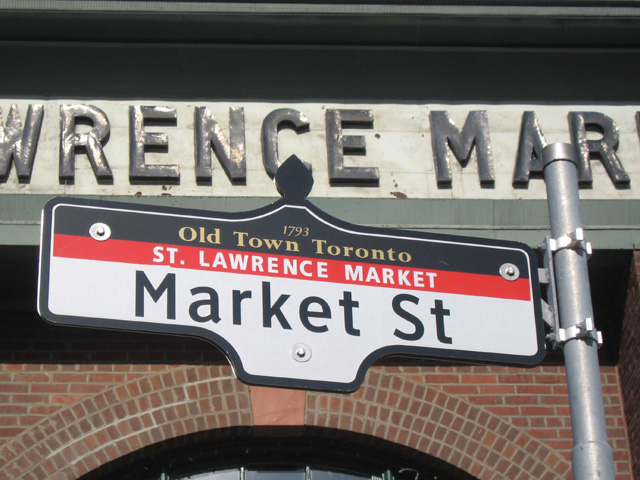 WRENCE MAR
1793
Old Town Toronto
ST. LAWRENCE MARKET
Market St